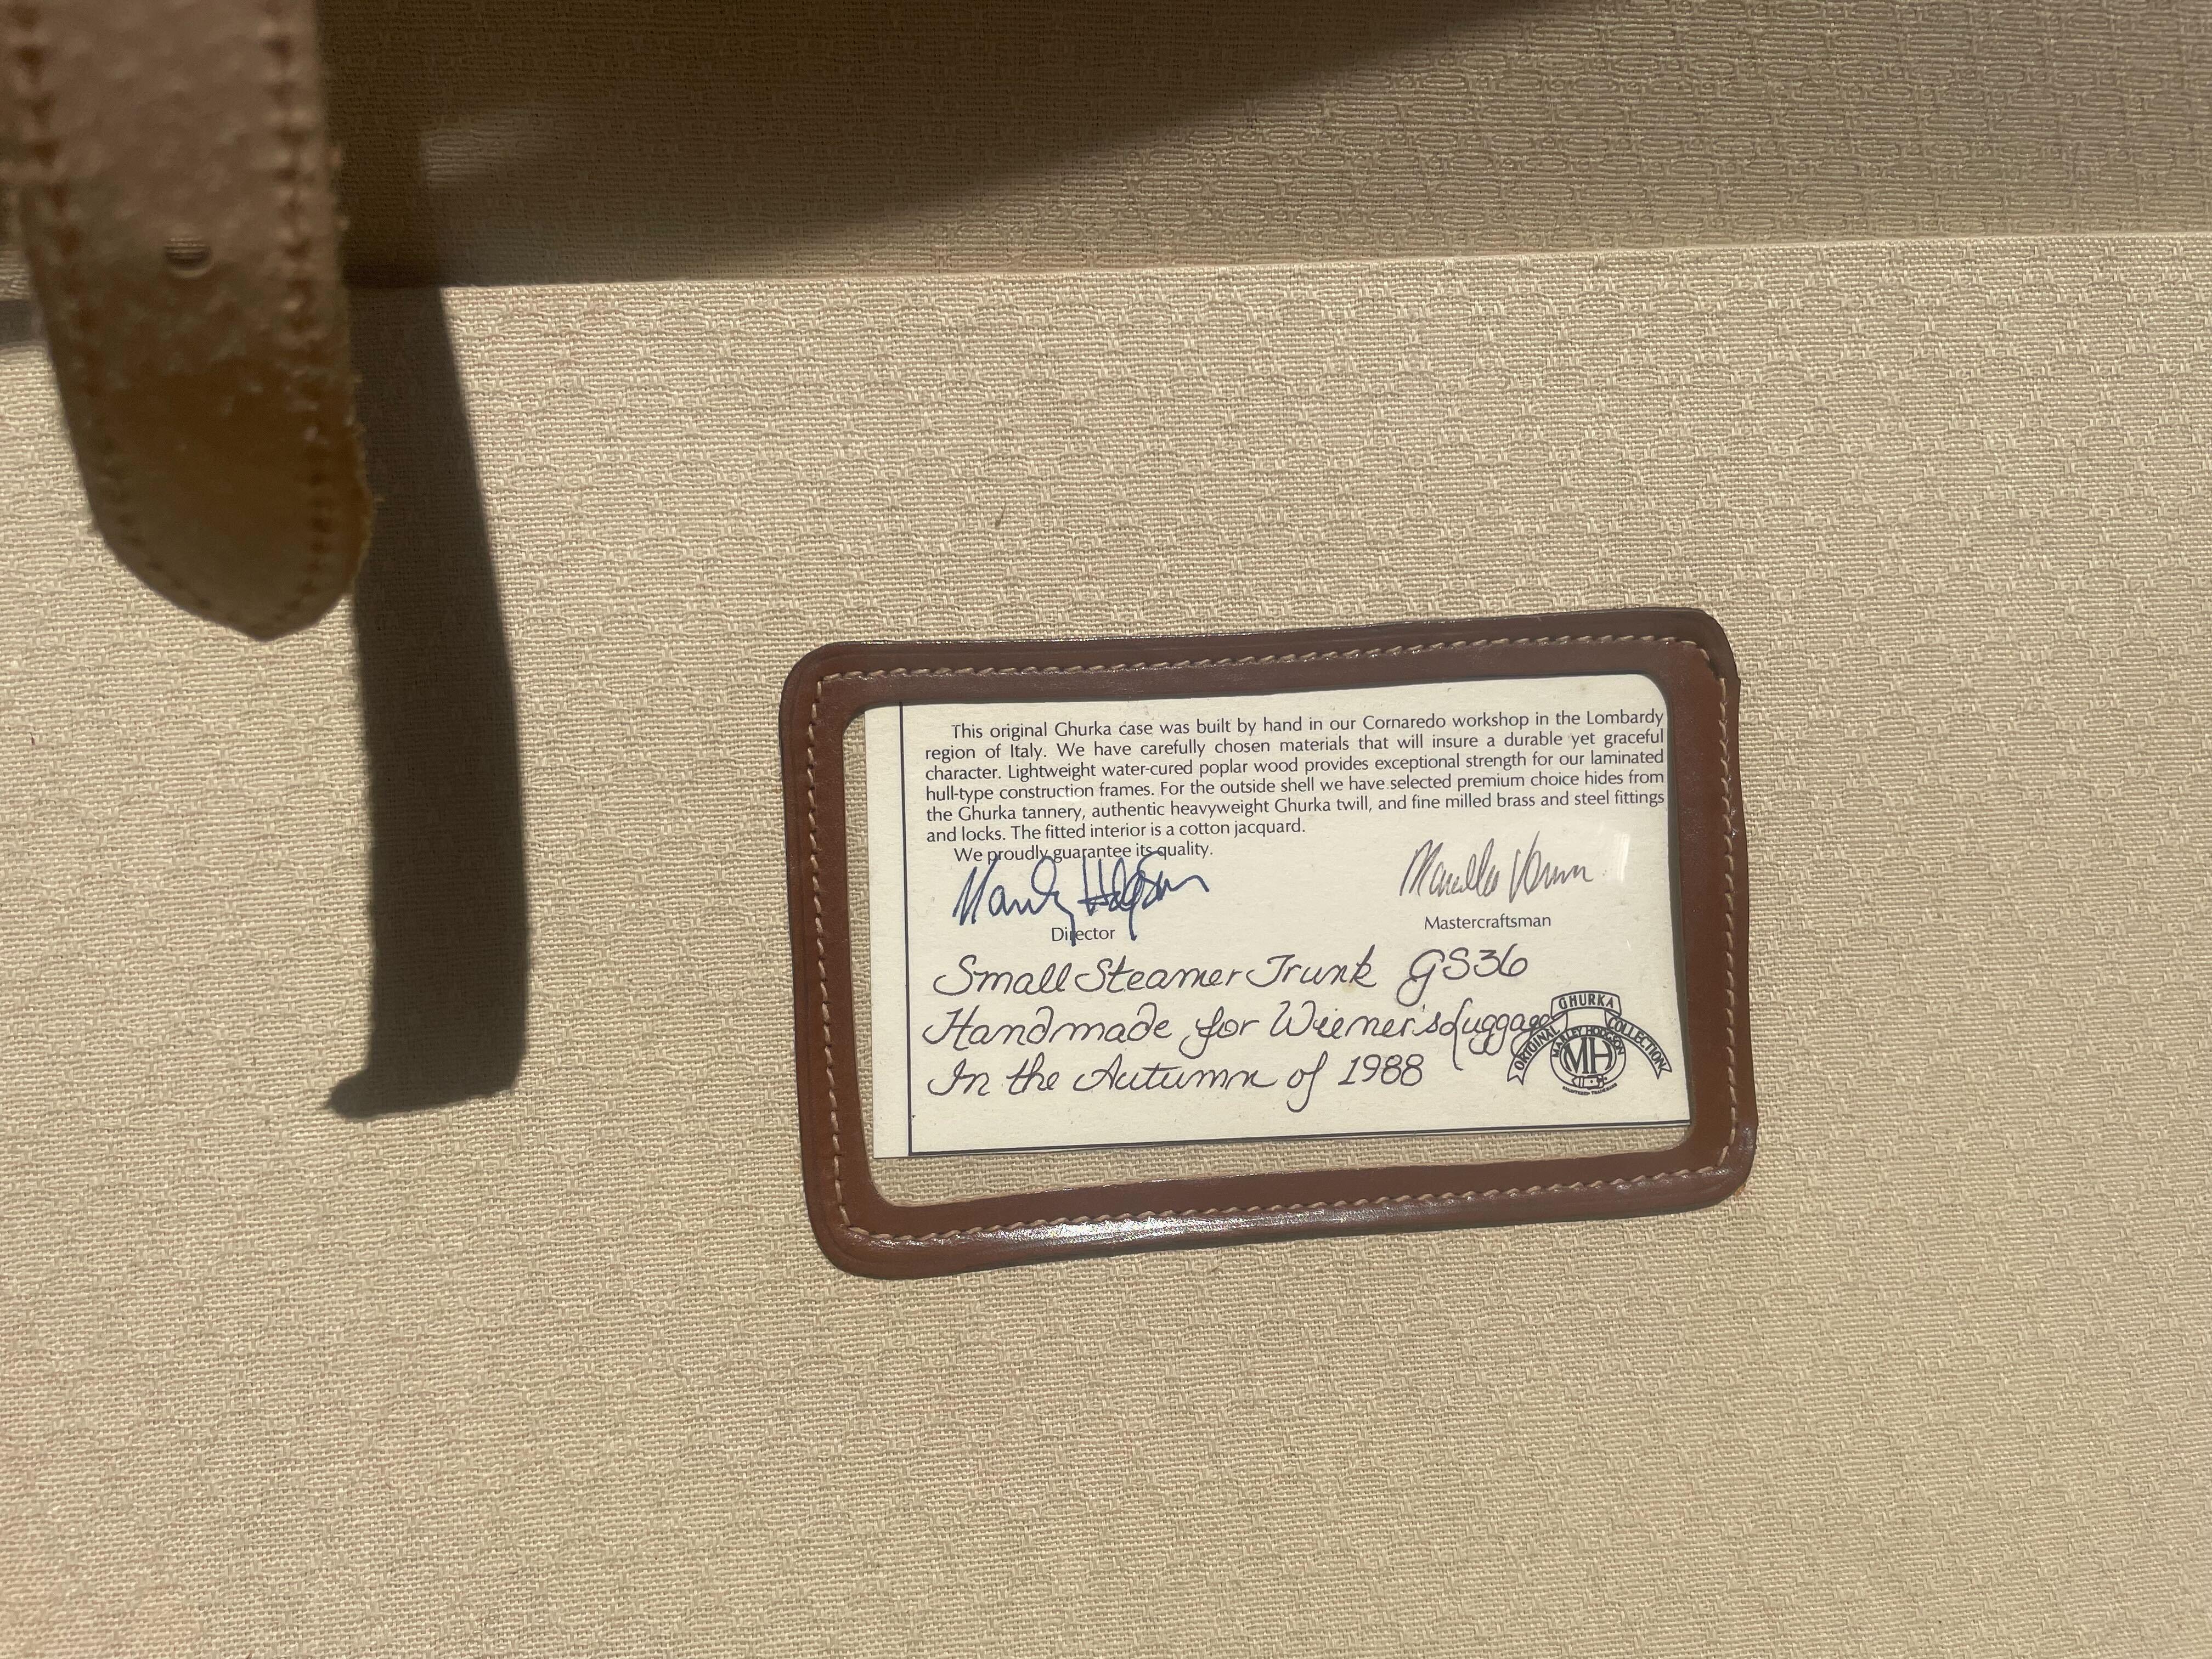 This original Ghurka case was built by hand in our Cornaredo workshop in the Lombardy
region of Italy. We have carefully chosen materials that will insure a durable yet graceful
character. Lightweight water-cured poplar wood provides exceptional strength for our laminated
hull-type construction frames. For the outside shell we have selected premium choice hides from
the Ghurka tannery, authentic heavyweight Ghurka twill, and fine milled brass and steel fittings
and locks. The fitted interior is a cotton jacquard.
We proudly guarantee its quality.
Marley Hodgson
Director
Mastercraftsman
Small Steamer Trunk GS36
Handmade for Wiener's Luggage
In the Autumn of 1988
GHURKA
ORIGINAL COLLECTION
MARLEY HODGSON
MH